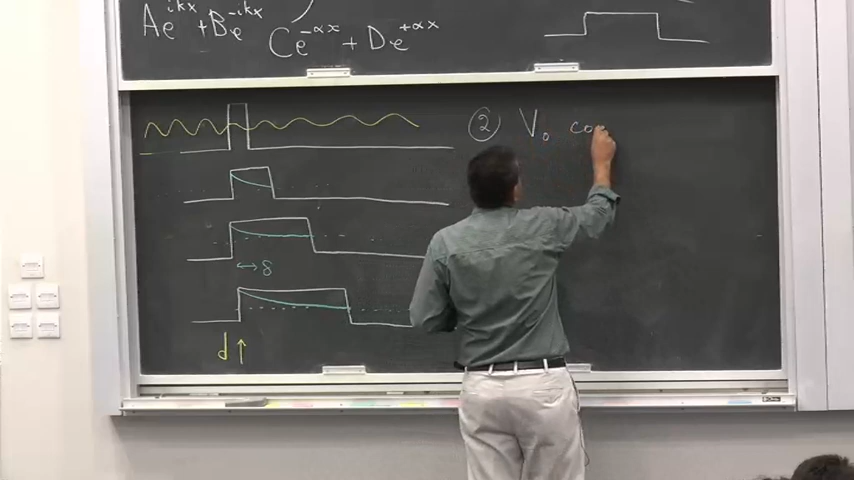 Ae^{ikx} + Be^{-ikx}
Ce^{-αx} + De^{+αx}
② V₀ co
↔ δ
d ↑